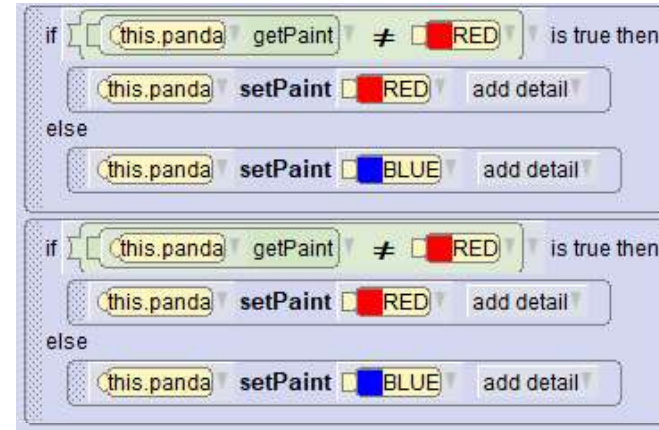 if this.panda getPaint ≠ RED is true then
this.panda setPaint RED add detail
else
this.panda setPaint BLUE add detail
if this.panda getPaint ≠ RED is true then
this.panda setPaint RED add detail
else
this.panda setPaint BLUE add detail